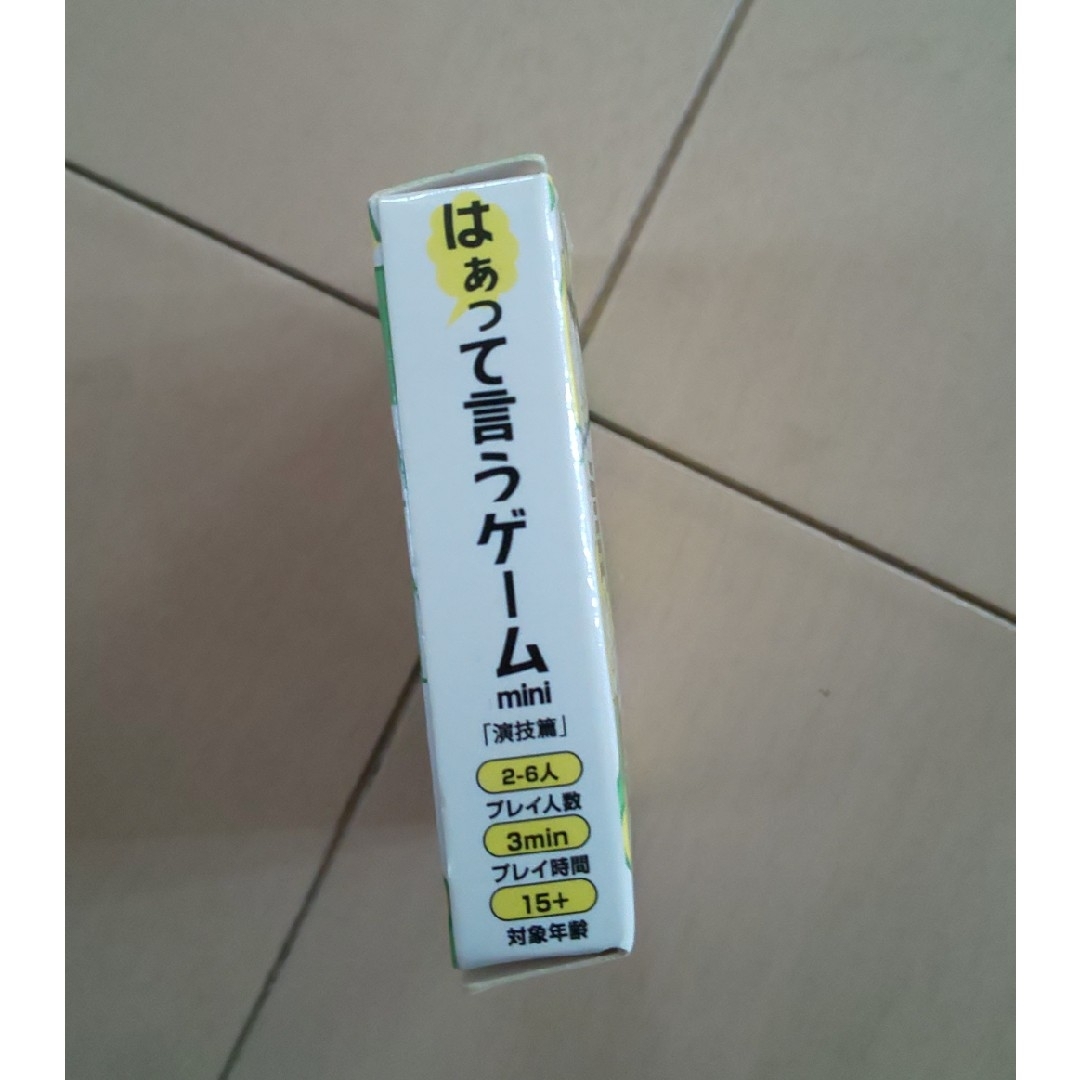 はぁって言うゲーム
mini
「演技篇」
2-6人
プレイ人数
3min
プレイ時間
15+
対象年齢